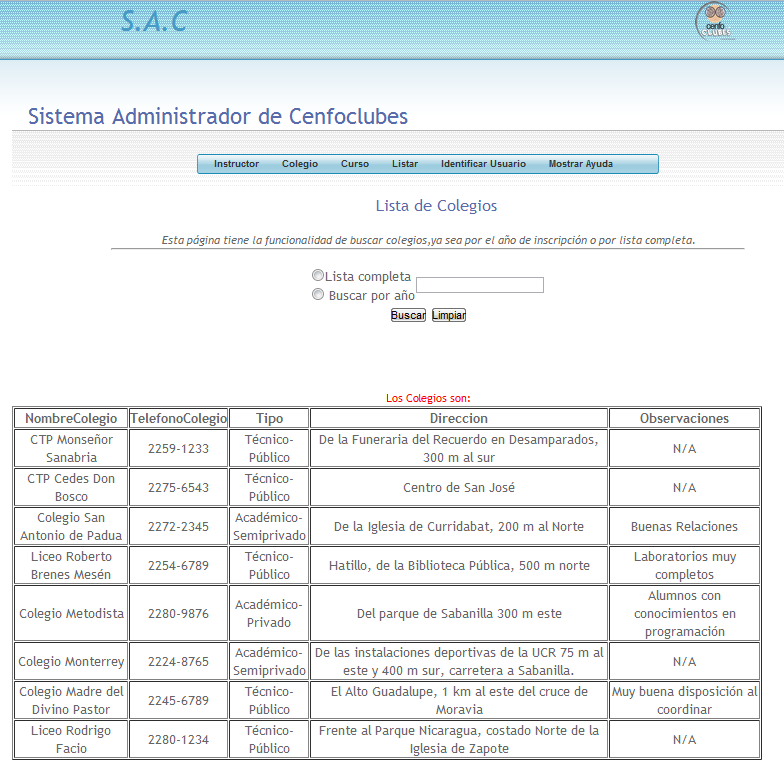 S.A.C
cenfo
CLUBES
Sistema Administrador de Cenfoclubes
Instructor Colegio Curso Listar Identificar Usuario Mostrar Ayuda
Lista de Colegios
Esta página tiene la funcionalidad de buscar colegios,ya sea por el año de inscripción o por lista completa.
Lista completa
Buscar por año
Buscar Limpiar
Los Colegios son:
NombreColegio TelefonoColegio Tipo Direccion Observaciones
CTP Monseñor
Sanabria
2259-1233
Técnico-
Público
De la Funeraria del Recuerdo en Desamparados,
300 m al sur
N/A
CTP Cedes Don
Bosco
2275-6543
Técnico-
Público
Centro de San José
N/A
Colegio San
Antonio de Padua
2272-2345
Académico-
Semiprivado
De la Iglesia de Curridabat, 200 m al Norte
Buenas Relaciones
Liceo Roberto
Brenes Mesén
2254-6789
Técnico-
Público
Hatillo, de la Biblioteca Pública, 500 m norte
Laboratorios muy
completos
Colegio Metodista
2280-9876
Académico-
Privado
Del parque de Sabanilla 300 m este
Alumnos con
conocimientos en
programación
Colegio Monterrey
2224-8765
Académico-
Semiprivado
De las instalaciones deportivas de la UCR 75 m al
este y 400 m sur, carretera a Sabanilla.
N/A
Colegio Madre del
Divino Pastor
2245-6789
Técnico-
Público
El Alto Guadalupe, 1 km al este del cruce de
Moravia
Muy buena disposición al
coordinar
Liceo Rodrigo
Facio
2280-1234
Técnico-
Público
Frente al Parque Nicaragua, costado Norte de la
Iglesia de Zapote
N/A